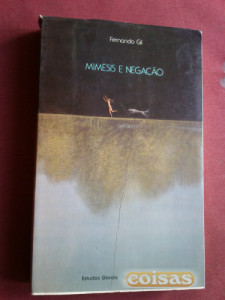 Fernando Gil
MIMESIS E NEGAÇÃO
Estudos Gerais
coisas